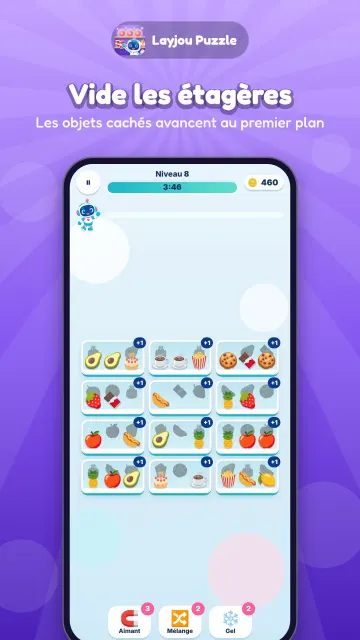 Layjou Puzzle
Vide les étagères
Les objets cachés avancent au premier plan
Niveau 8
3:46
460
+1 +1 +1
+1 +1 +1
+1 +1 +1
+1 +1 +1
3 2 2
Aimant Mélange Gel